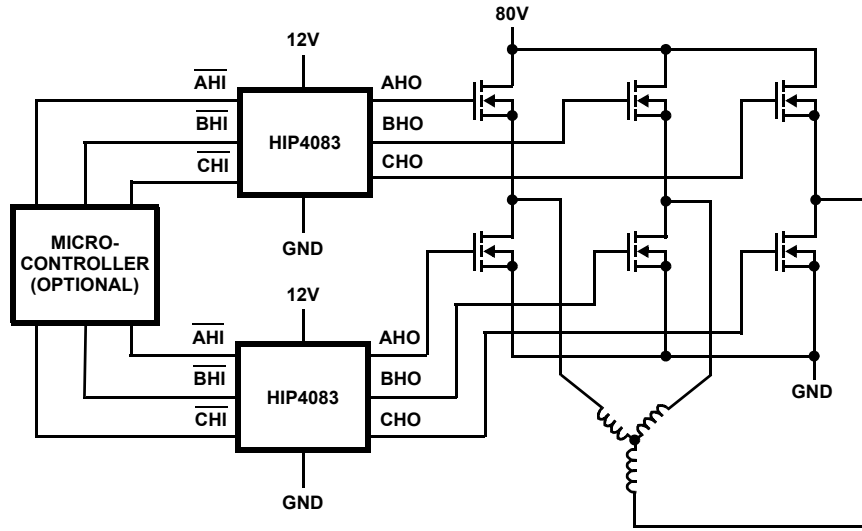 80V
12V
AHI
AHO
BHI
HIP4083
BHO
CHI
CHO
MICRO-
CONTROLLER
(OPTIONAL)
GND
12V
AHI
AHO
BHI
HIP4083
BHO
GND
CHI
CHO
GND